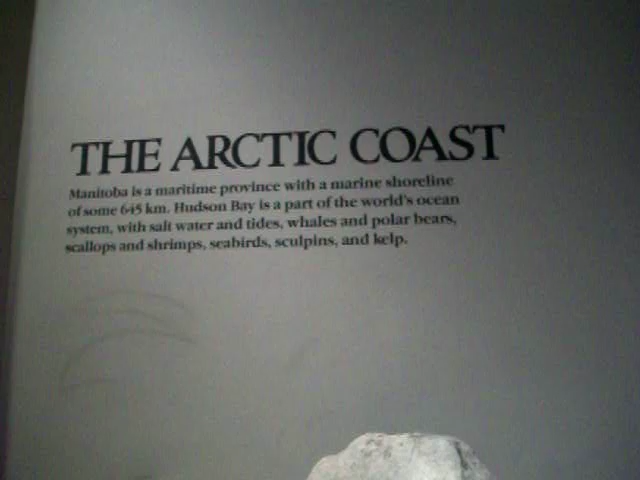 THE ARCTIC COAST
Manitoba is a maritime province with a marine shoreline
of some 645 km. Hudson Bay is a part of the world's ocean
system, with salt water and tides, whales and polar bears,
scallops and shrimps, seabirds, sculpins, and kelp.